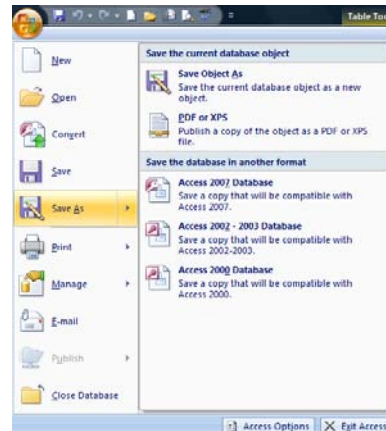 Table Too
New
Open
Convert
Save
Save As
Print
Manage
E-mail
Publish
Close Database
Save the current database object
Save Object As
Save the current database object as a new
object.
PDF or XPS
Publish a copy of the object as a PDF or XPS
file.
Save the database in another format
Access 2007 Database
Save a copy that will be compatible with
Access 2007.
Access 2002 - 2003 Database
Save a copy that will be compatible with
Access 2002-2003.
Access 2000 Database
Save a copy that will be compatible with
Access 2000.
Access Options
Exit Access